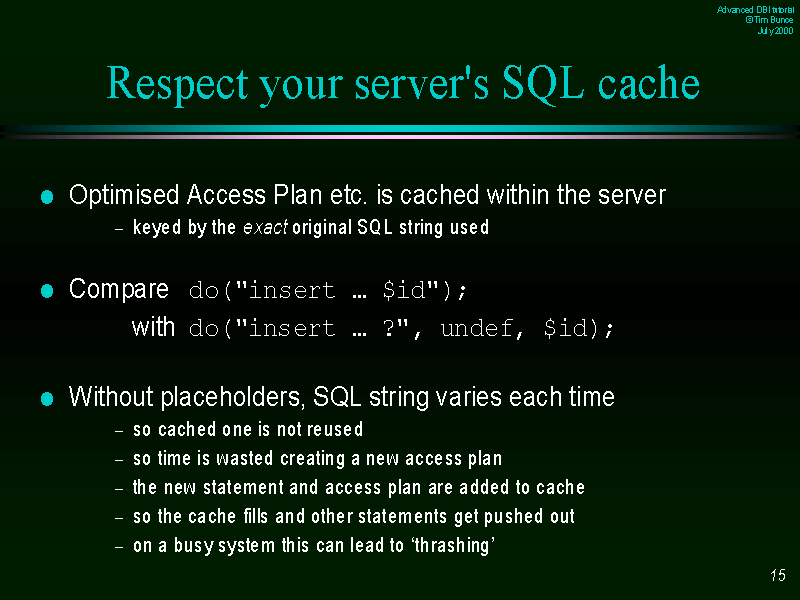 Advanced DBI tutorial
©Tim Bunce
July 2000
Respect your server's SQL cache
● Optimised Access Plan etc. is cached within the server
– keyed by the exact original SQL string used
● Compare do("insert … $id");
with do("insert … ?", undef, $id);
● Without placeholders, SQL string varies each time
– so cached one is not reused
– so time is wasted creating a new access plan
– the new statement and access plan are added to cache
– so the cache fills and other statements get pushed out
– on a busy system this can lead to ‘thrashing’
15